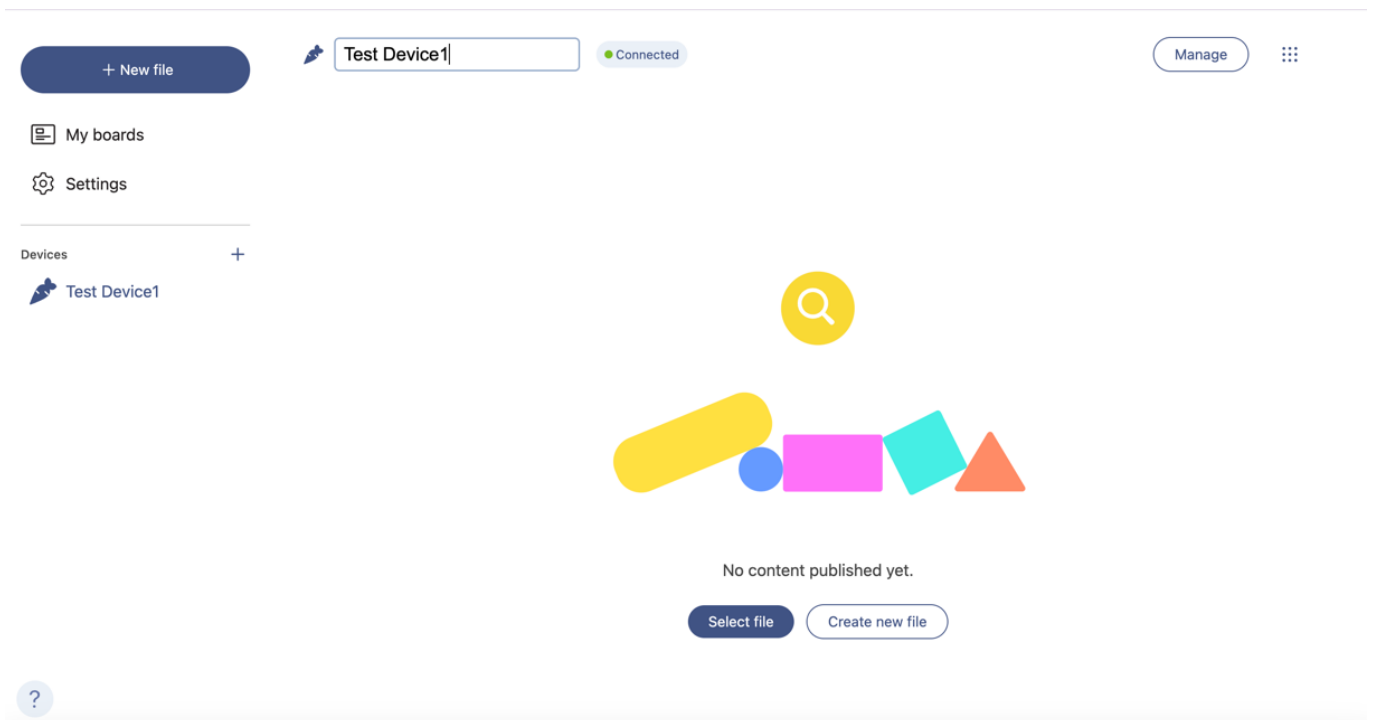 + New file
Test Device1
Connected
Manage
My boards
Settings
Devices +
Test Device1
No content published yet.
Select file
Create new file
?